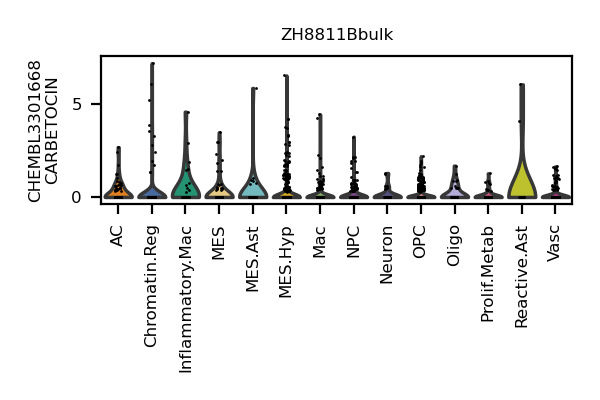 ZH8811Bbulk
CHEMBL3301668
CARBETOCIN
5
0
AC
Chromatin.Reg
Inflammatory.Mac
MES
MES.Ast
MES.Hyp
Mac
NPC
Neuron
OPC
Oligo
Prolif.Metab
Reactive.Ast
Vasc